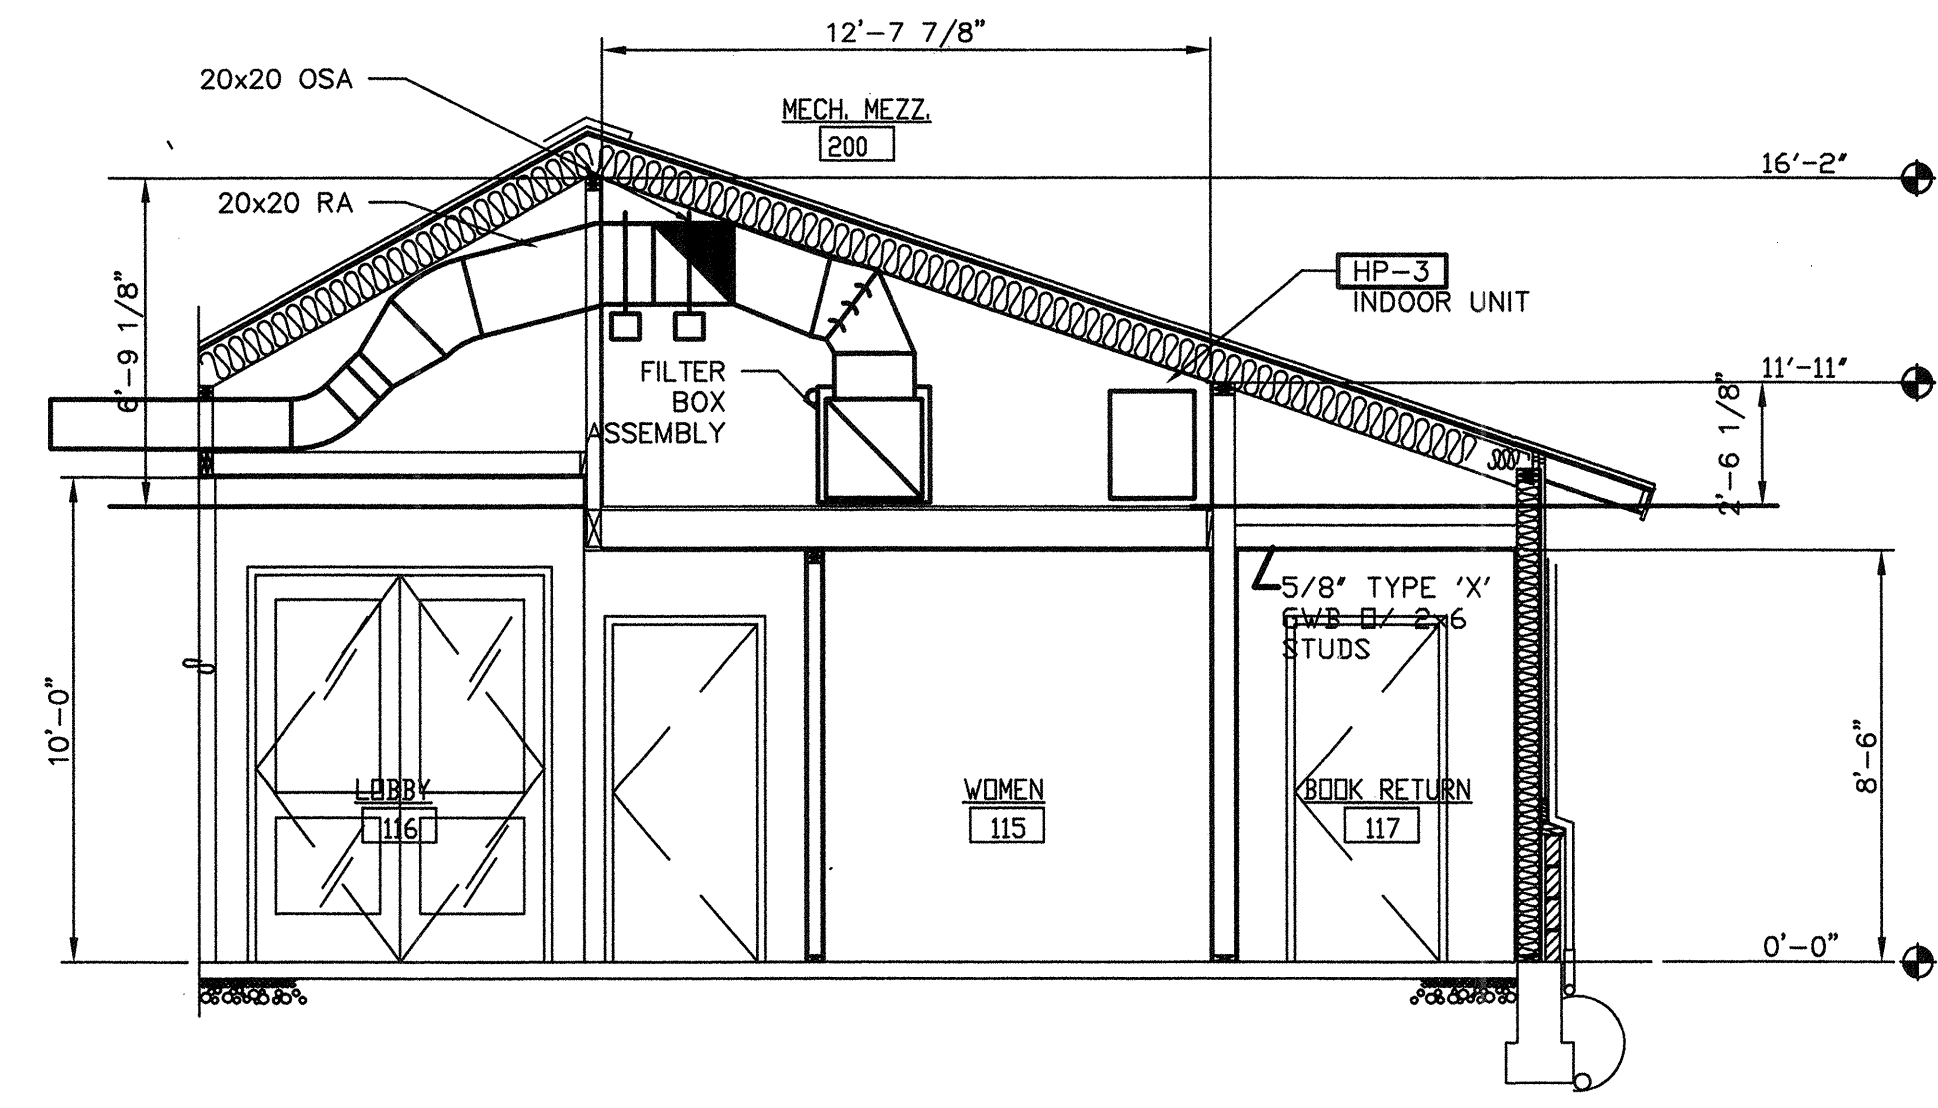 12'-7 7/8"
20x20 OSA
MECH. MEZZ.
200
16'-2"
20x20 RA
HP-3
INDOOR UNIT
6'-9 1/8"
FILTER
BOX
ASSEMBLY
11'-11"
2'-6 1/8"
5/8" TYPE 'X'
GWB O/ 2x6
STUDS
10'-0"
8'-6"
LOBBY
116
WOMEN
115
BOOK RETURN
117
0'-0"